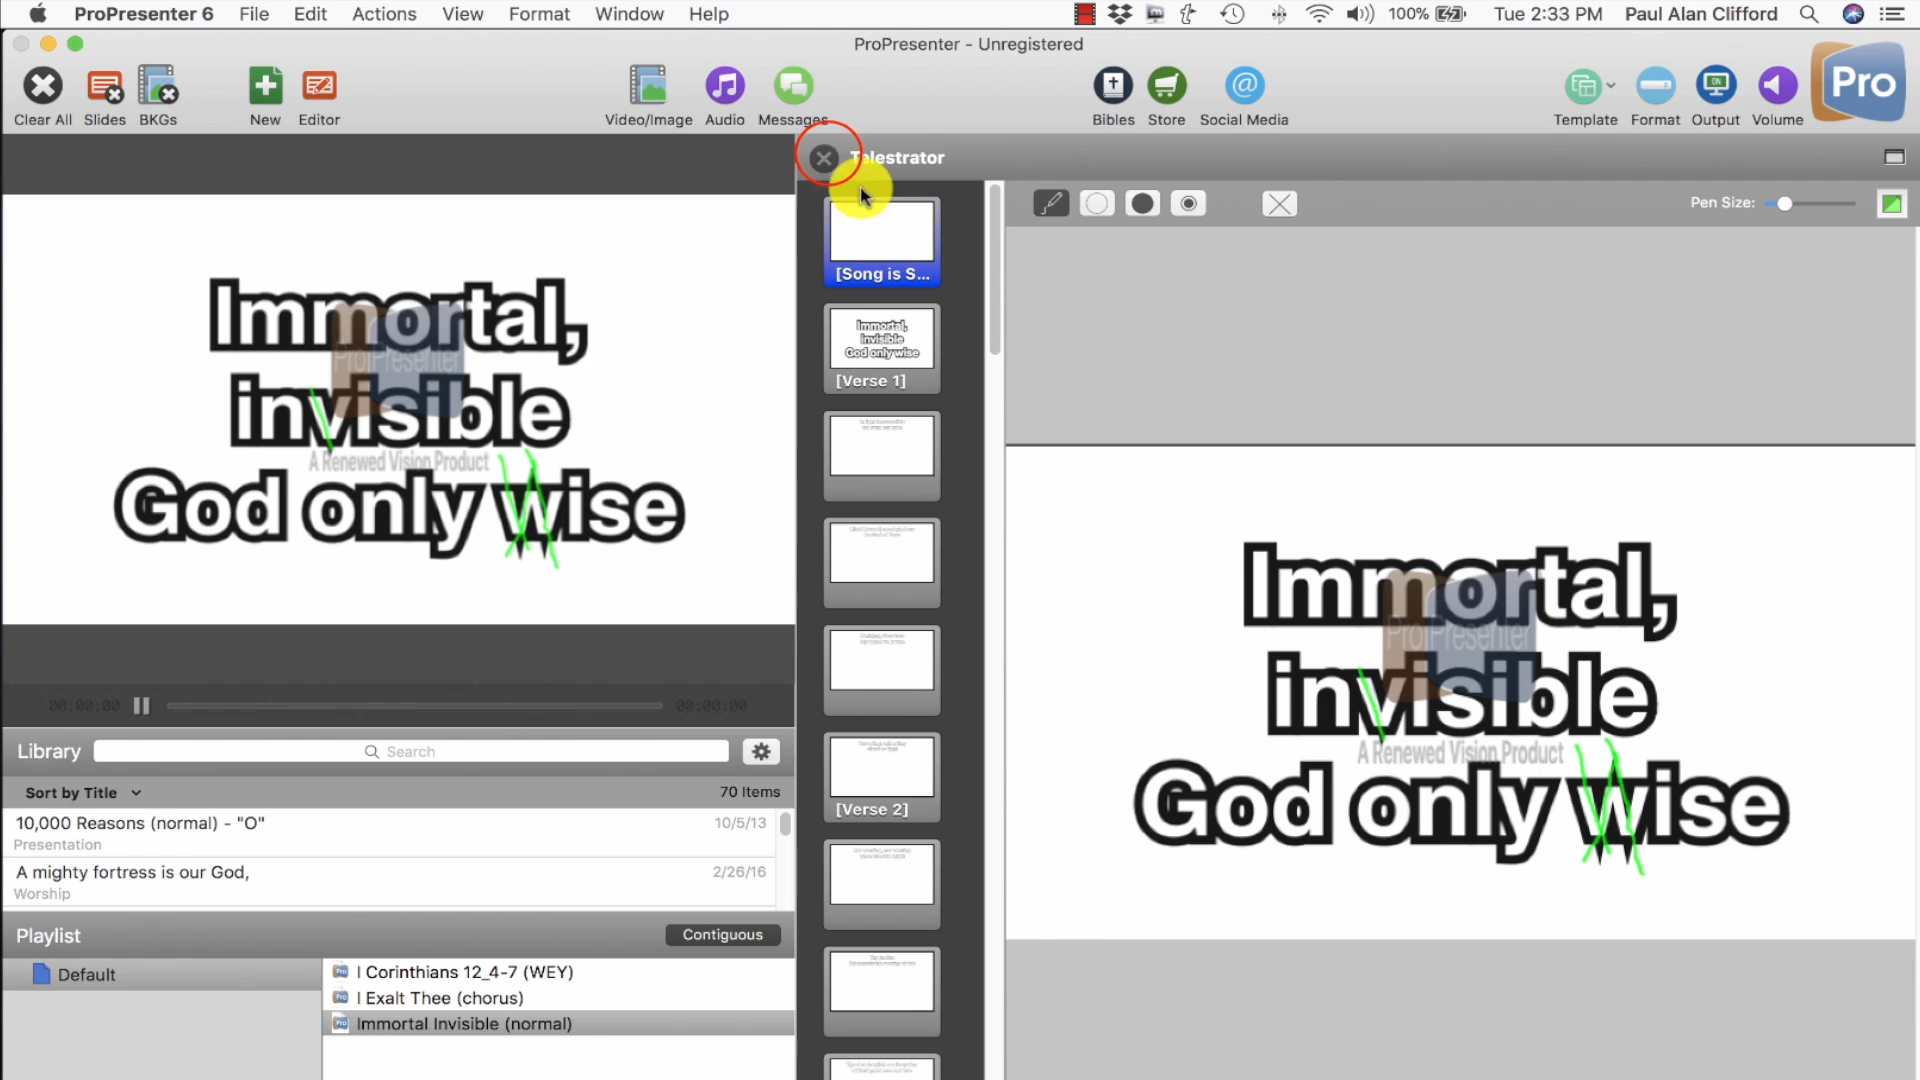 ProPresenter 6 File Edit Actions View Format Window Help 100% Tue 2:33 PM Paul Alan Clifford
ProPresenter - Unregistered
Clear All Slides BKGs New Editor Video/Image Audio Messages Bibles Store Social Media Template Format Output Volume
ON
Pro
Telestrator
Pen Size:
Immortal,
invisible
God only wise
ProPresenter
A Renewed Vision Product
00:00:00 00:00:00
[Song is S...
Immortal,
invisible
God only wise
[Verse 1]
[Verse 2]
Immortal,
invisible
God only wise
ProPresenter
A Renewed Vision Product
Library Search
Sort by Title 70 Items
10,000 Reasons (normal) - "O" 10/5/13
Presentation
A mighty fortress is our God, 2/26/16
Worship
Playlist Contiguous
Default
I Corinthians 12_4-7 (WEY)
I Exalt Thee (chorus)
Immortal Invisible (normal)